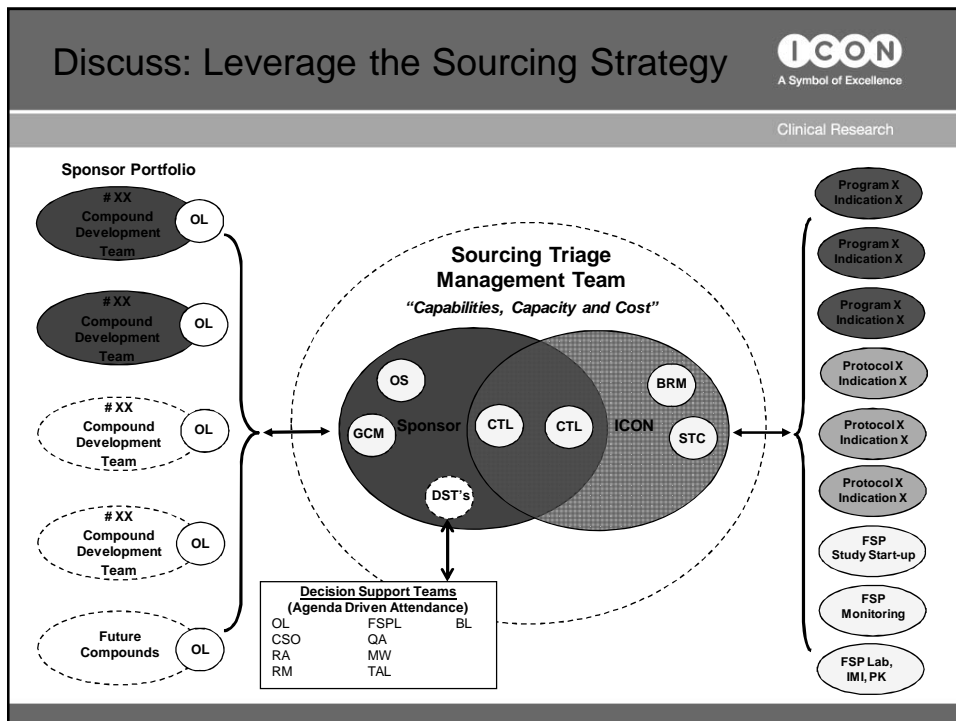 Discuss: Leverage the Sourcing Strategy
ICON
A Symbol of Excellence
Clinical Research
Sponsor Portfolio
# XX
Compound
Development
Team
OL
# XX
Compound
Development
Team
OL
# XX
Compound
Development
Team
OL
# XX
Compound
Development
Team
OL
Future
Compounds
OL
Sourcing Triage
Management Team
“Capabilities, Capacity and Cost”
OS
GCM
Sponsor
CTL
CTL
ICON
BRM
STC
DST's
Decision Support Teams
(Agenda Driven Attendance)
OL FSPL BL
CSO QA
RA MW
RM TAL
Program X
Indication X
Program X
Indication X
Program X
Indication X
Protocol X
Indication X
Protocol X
Indication X
Protocol X
Indication X
FSP
Study Start-up
FSP
Monitoring
FSP Lab,
IMI, PK